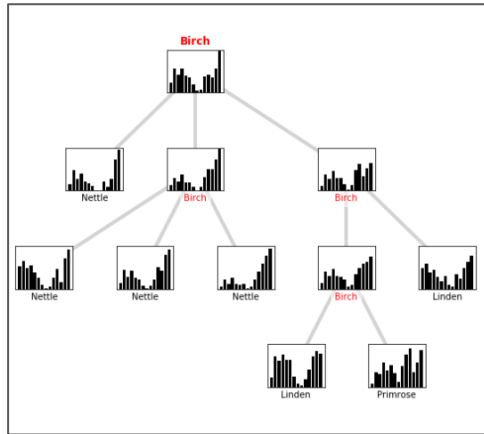 Birch
Nettle
Birch
Birch
Nettle
Nettle
Nettle
Birch
Linden
Linden
Primrose